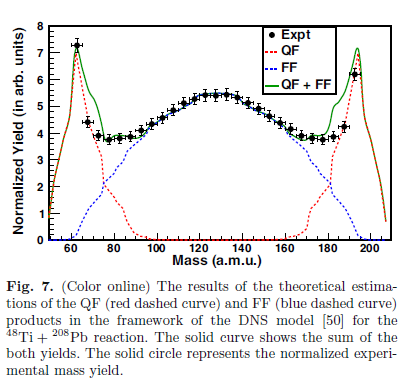 Normalized Yield (in arb. units)
8
7
6
5
4
3
2
1
0
Expt
QF
FF
QF + FF
60 80 100 120 140 160 180 200
Mass (a.m.u.)
Fig. 7. (Color online) The results of the theoretical estima-
tions of the QF (red dashed curve) and FF (blue dashed curve)
products in the framework of the DNS model [50] for the
⁴⁸Ti + ²⁰⁸Pb reaction. The solid curve shows the sum of the
both yields. The solid circle represents the normalized experi-
mental mass yield.